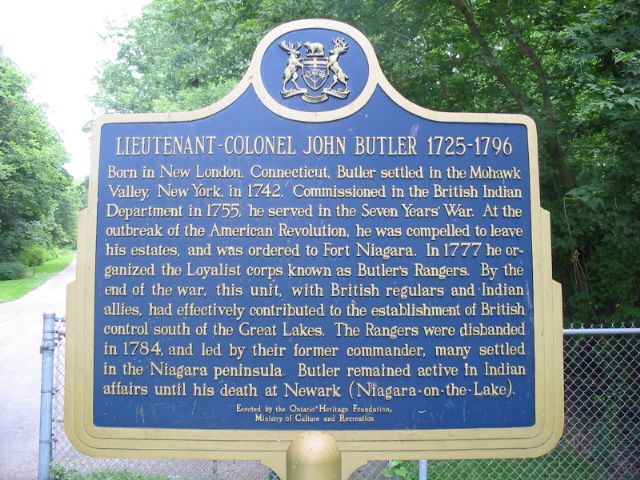 LIEUTENANT-COLONEL JOHN BUTLER 1725-1796
Born in New London, Connecticut, Butler settled in the Mohawk
Valley, New York, in 1742. Commissioned in the British Indian
Department in 1755, he served in the Seven Years' War. At the
outbreak of the American Revolution, he was compelled to leave
his estates, and was ordered to Fort Niagara. In 1777 he or-
ganized the Loyalist corps known as Butler's Rangers. By the
end of the war, this unit, with British regulars and Indian
allies, had effectively contributed to the establishment of British
control south of the Great Lakes. The Rangers were disbanded
in 1784, and led by their former commander, many settled
in the Niagara peninsula. Butler remained active in Indian
affairs until his death at Newark (Niagara-on-the-Lake).
Erected by the Ontario Heritage Foundation,
Ministry of Culture and Recreation